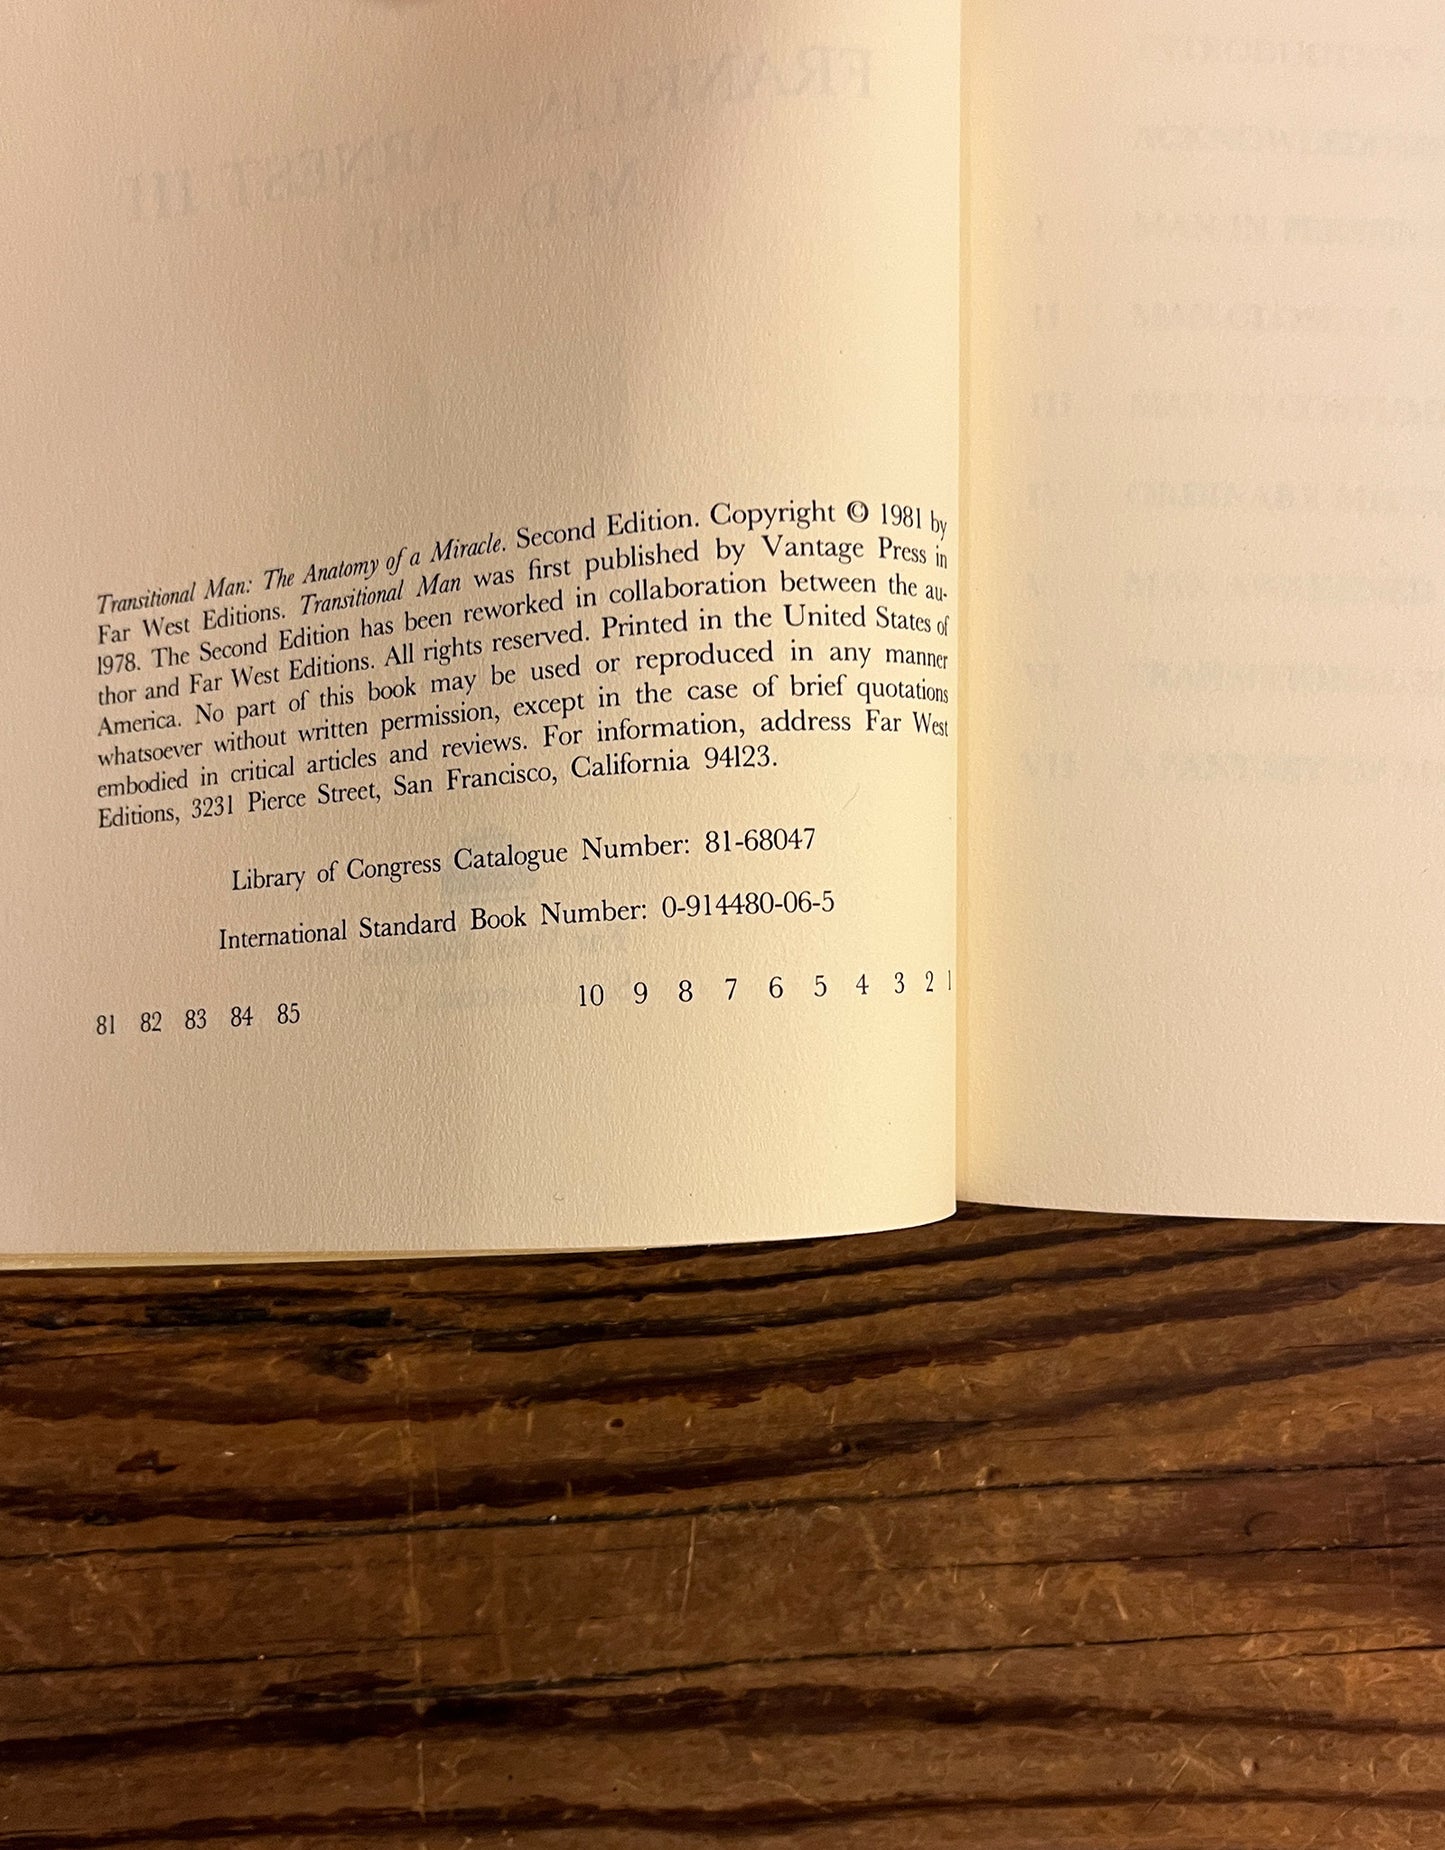 Transitional Man: The Anatomy of a Miracle. Second Edition. Copyright © 1981 by
Far West Editions. Transitional Man was first published by Vantage Press in
1978. The Second Edition has been reworked in collaboration between the au-
thor and Far West Editions. All rights reserved. Printed in the United States of
America. No part of this book may be used or reproduced in any manner
whatsoever without written permission, except in the case of brief quotations
embodied in critical articles and reviews. For information, address Far West
Editions, 3231 Pierce Street, San Francisco, California 94123.
Library of Congress Catalogue Number: 81-68047
International Standard Book Number: 0-914480-06-5
81 82 83 84 85 10 9 8 7 6 5 4 3 2 1